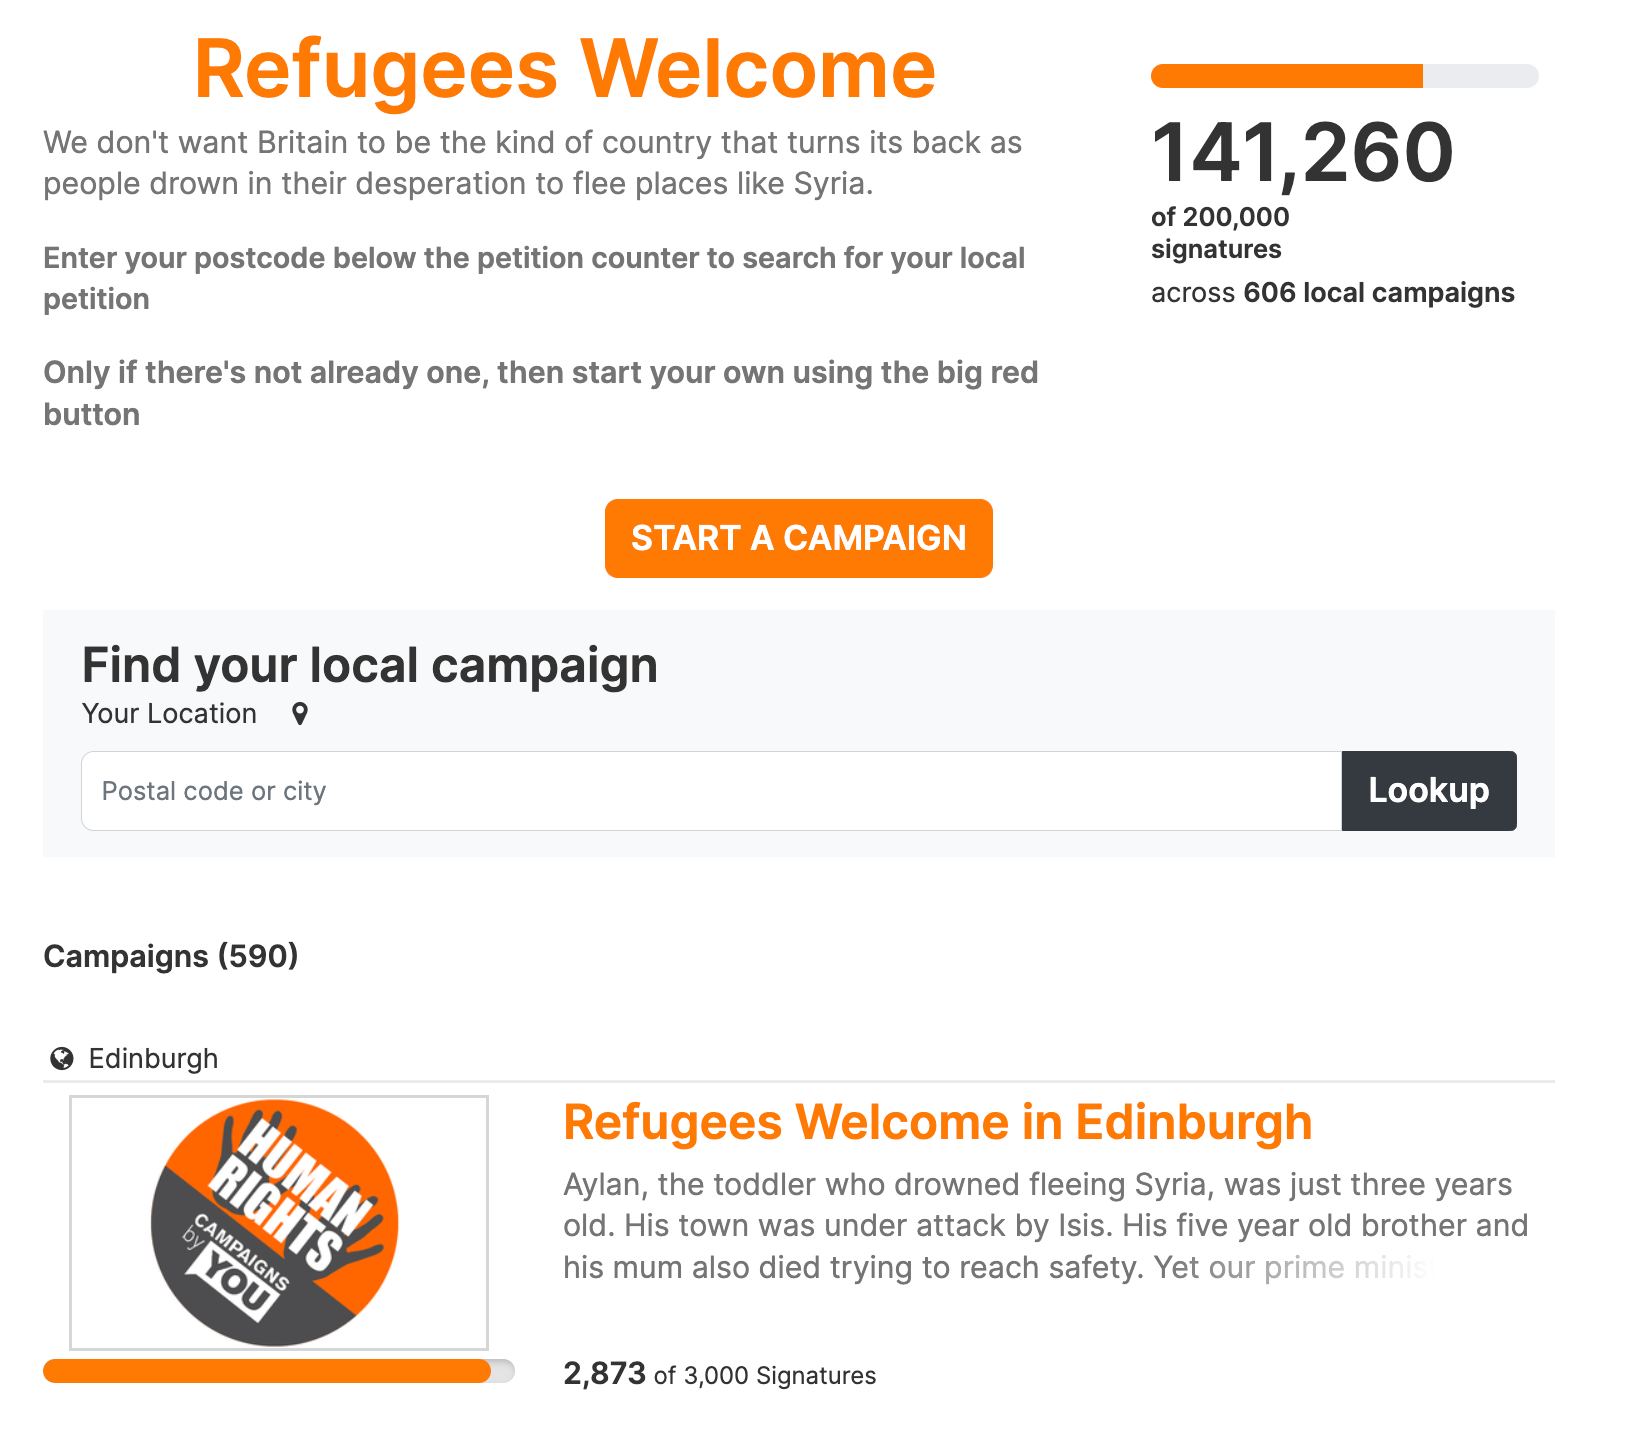 Refugees Welcome
We don't want Britain to be the kind of country that turns its back as
people drown in their desperation to flee places like Syria.
Enter your postcode below the petition counter to search for your local
petition
Only if there's not already one, then start your own using the big red
button
141,260
of 200,000
signatures
across 606 local campaigns
START A CAMPAIGN
Find your local campaign
Your Location
Postal code or city
Lookup
Campaigns (590)
Edinburgh
HUMAN
RIGHTS
CAMPAIGNS
by
YOU
Refugees Welcome in Edinburgh
Aylan, the toddler who drowned fleeing Syria, was just three years
old. His town was under attack by Isis. His five year old brother and
his mum also died trying to reach safety. Yet our prime minis
2,873 of 3,000 Signatures